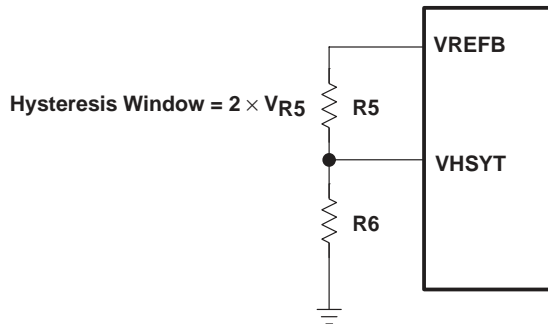 VREFB
Hysteresis Window = 2 × VR5
R5
VHSYT
R6